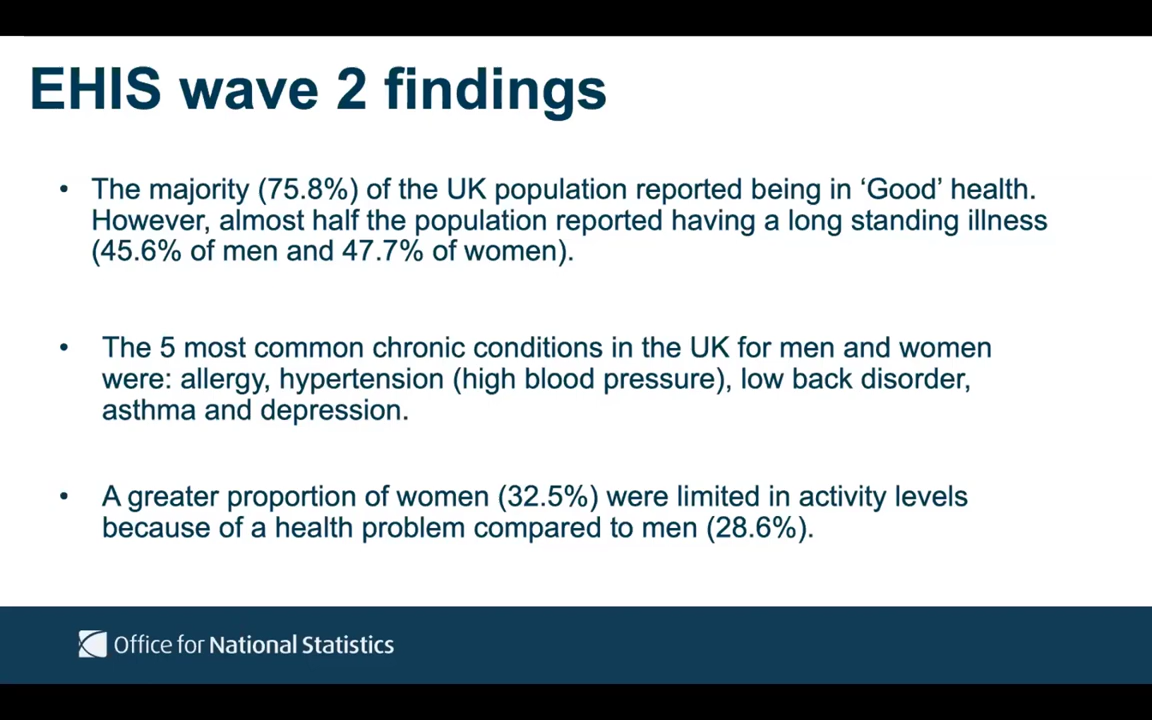 EHIS wave 2 findings
• The majority (75.8%) of the UK population reported being in ‘Good’ health.
However, almost half the population reported having a long standing illness
(45.6% of men and 47.7% of women).
• The 5 most common chronic conditions in the UK for men and women
were: allergy, hypertension (high blood pressure), low back disorder,
asthma and depression.
• A greater proportion of women (32.5%) were limited in activity levels
because of a health problem compared to men (28.6%).
Office for National Statistics